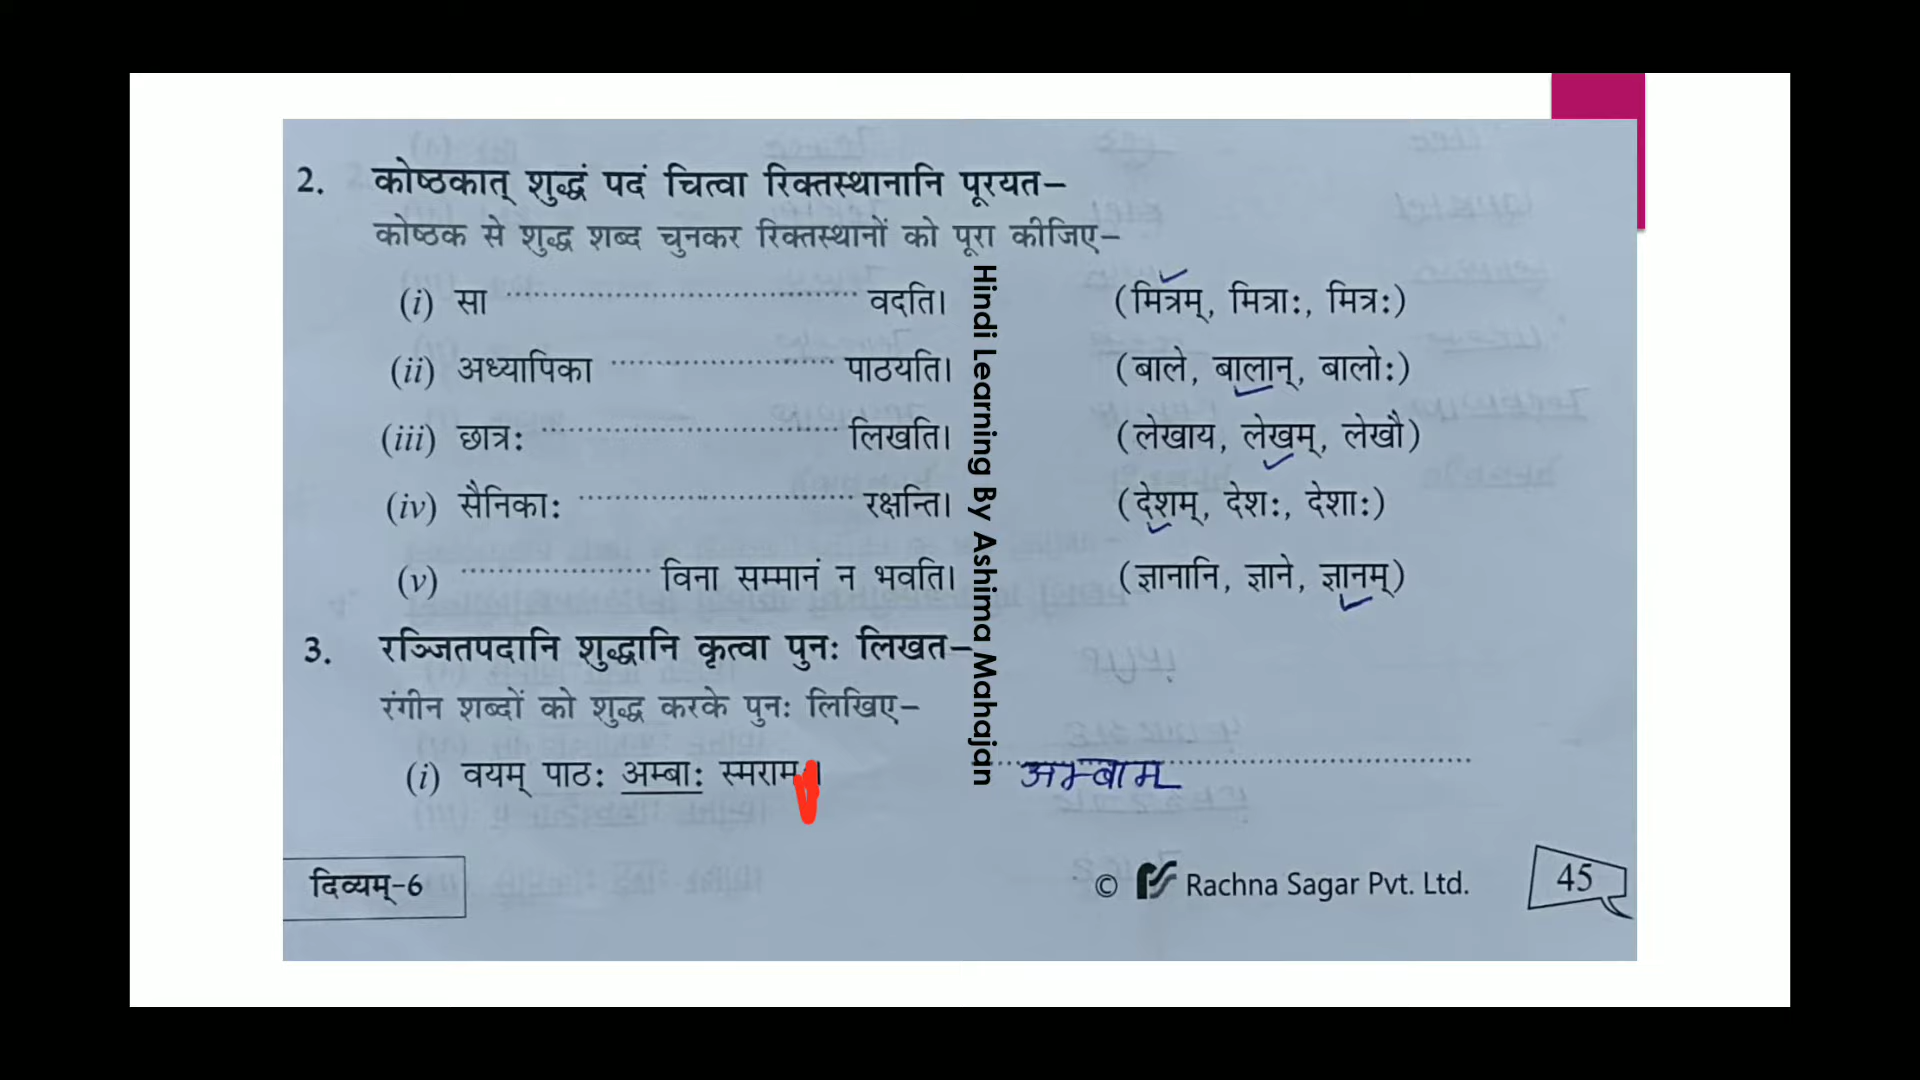 2. कोष्ठकात् शुद्धं पदं चित्वा रिक्तस्थानानि पूरयत–
कोष्ठक से शुद्ध शब्द चुनकर रिक्तस्थानों को पूरा कीजिए–
(i) सा ................ वदति। (मित्रम्, मित्राः, मित्रः)
(ii) अध्यापिका ................ पाठयति। (बाले, बालान्, बालोः)
(iii) छात्रः ................ लिखति। (लेखाय, लेखम्, लेखौ)
(iv) सैनिकाः ................ रक्षन्ति। (देशम्, देशः, देशाः)
(v) ................ विना सम्मानं न भवति। (ज्ञानानि, ज्ञाने, ज्ञानम्)
3. रञ्जितपदानि शुद्धानि कृत्वा पुनः लिखत–
रंगीन शब्दों को शुद्ध करके पुनः लिखिए–
(i) वयम् पाठः अम्बाः स्मराम। ................ अम्बाम्
दिव्यम्-6
© Rachna Sagar Pvt. Ltd.
45
Hindi Learning By Ashima Mahajan